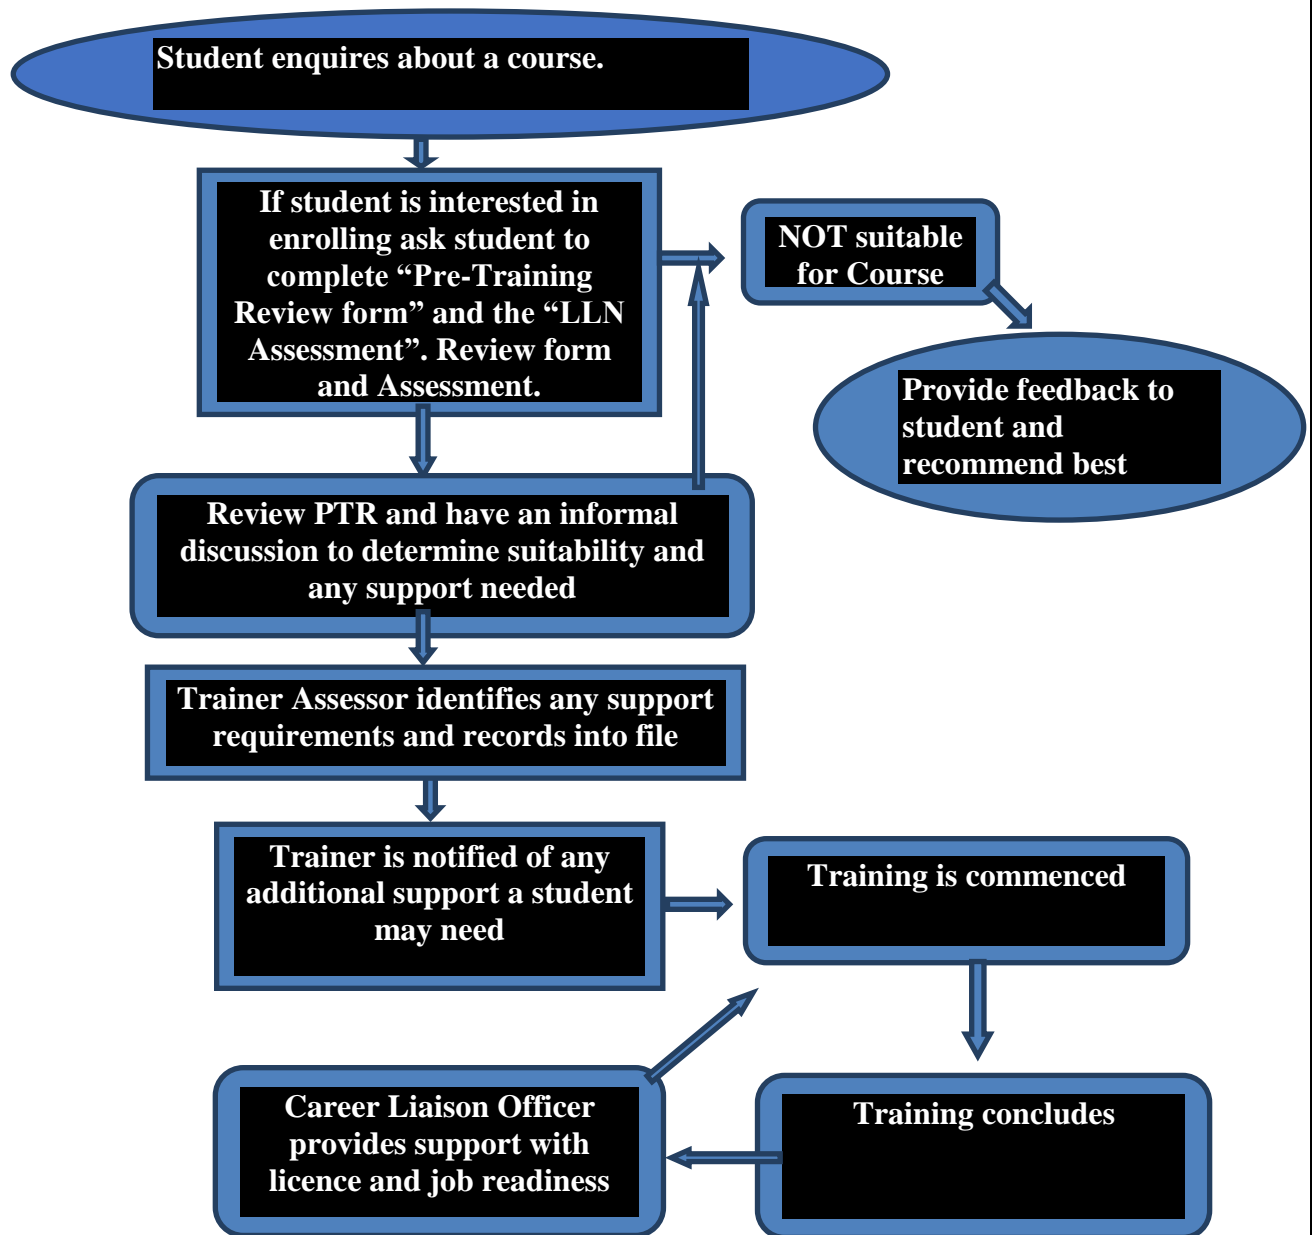 Student enquires about a course.
If student is interested in
enrolling ask student to
complete “Pre-Training
Review form” and the “LLN
Assessment”. Review form
and Assessment.
NOT suitable
for Course
Provide feedback to
student and
recommend best
Review PTR and have an informal
discussion to determine suitability and
any support needed
Trainer Assessor identifies any support
requirements and records into file
Trainer is notified of any
additional support a student
may need
Training is commenced
Career Liaison Officer
provides support with
licence and job readiness
Training concludes